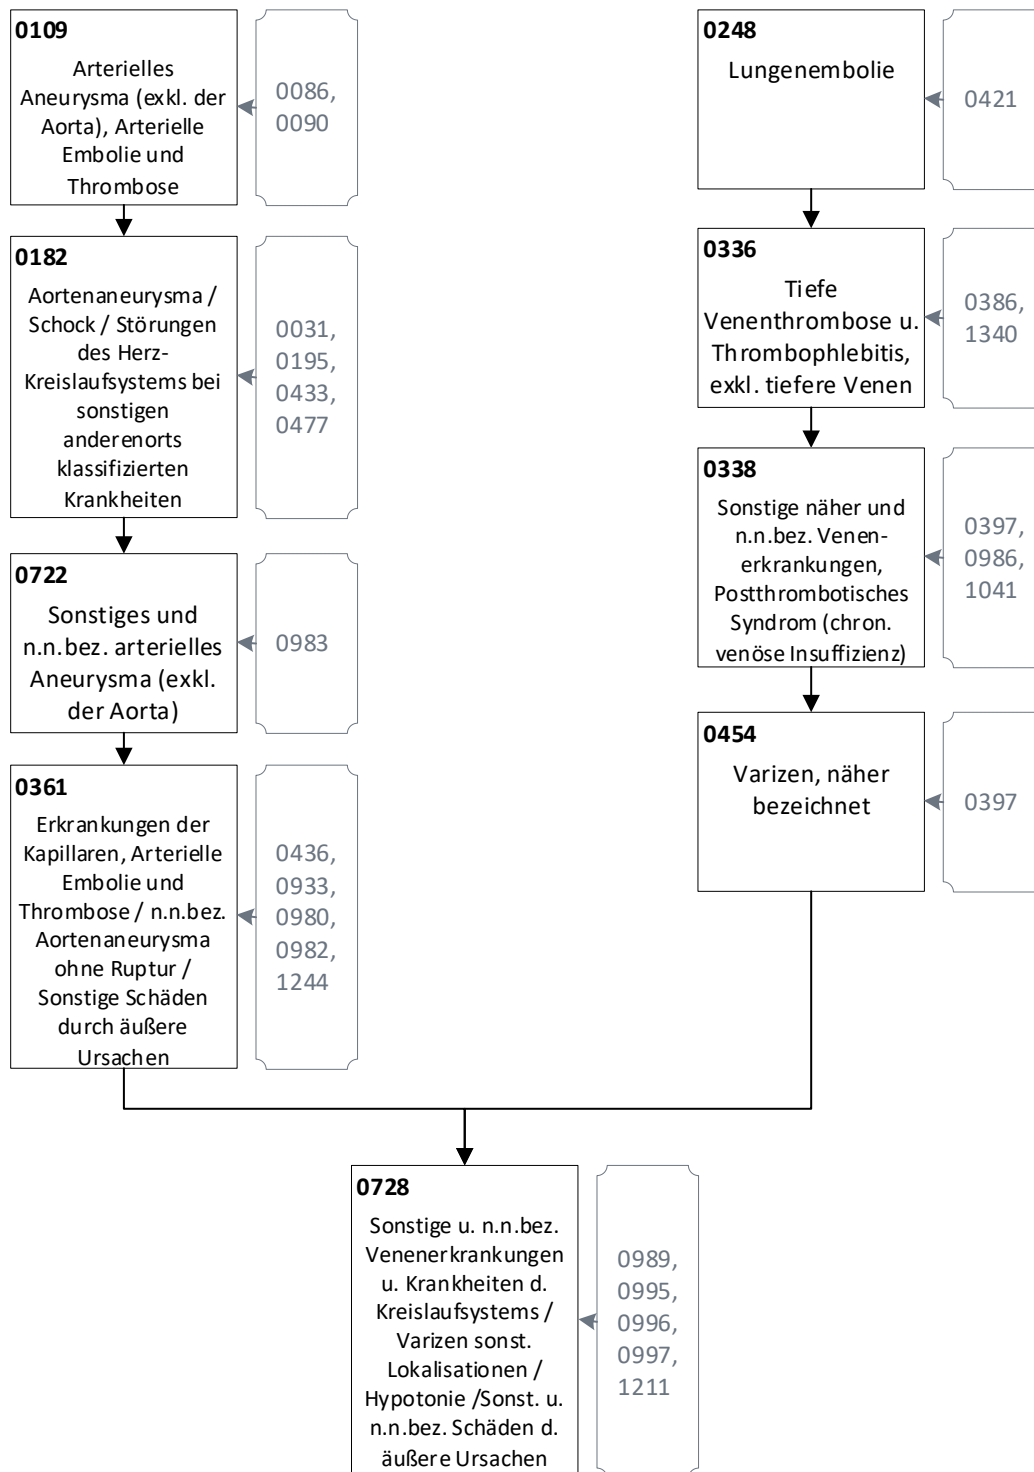 0109
Arterielles
Aneurysma (exkl. der
Aorta), Arterielle
Embolie und
Thrombose
0086,
0090
0182
Aortenaneurysma /
Schock / Störungen
des Herz-
Kreislaufsystems bei
sonstigen
anderenorts
klassifizierten
Krankheiten
0031,
0195,
0433,
0477
0722
Sonstiges und
n.n.bez. arterielles
Aneurysma (exkl.
der Aorta)
0983
0361
Erkrankungen der
Kapillaren, Arterielle
Embolie und
Thrombose / n.n.bez.
Aortenaneurysma
ohne Ruptur /
Sonstige Schäden
durch äußere
Ursachen
0436,
0933,
0980,
0982,
1244
0248
Lungenembolie
0421
0336
Tiefe
Venenthrombose u.
Thrombophlebitis,
exkl. tiefere Venen
0386,
1340
0338
Sonstige näher und
n.n.bez. Venen-
erkrankungen,
Postthrombotisches
Syndrom (chron.
venöse Insuffizienz)
0397,
0986,
1041
0454
Varizen, näher
bezeichnet
0397
0728
Sonstige u. n.n.bez.
Venenerkrankungen
u. Krankheiten d.
Kreislaufsystems /
Varizen sonst.
Lokalisationen /
Hypotonie /Sonst. u.
n.n.bez. Schäden d.
äußere Ursachen
0989,
0995,
0996,
0997,
1211